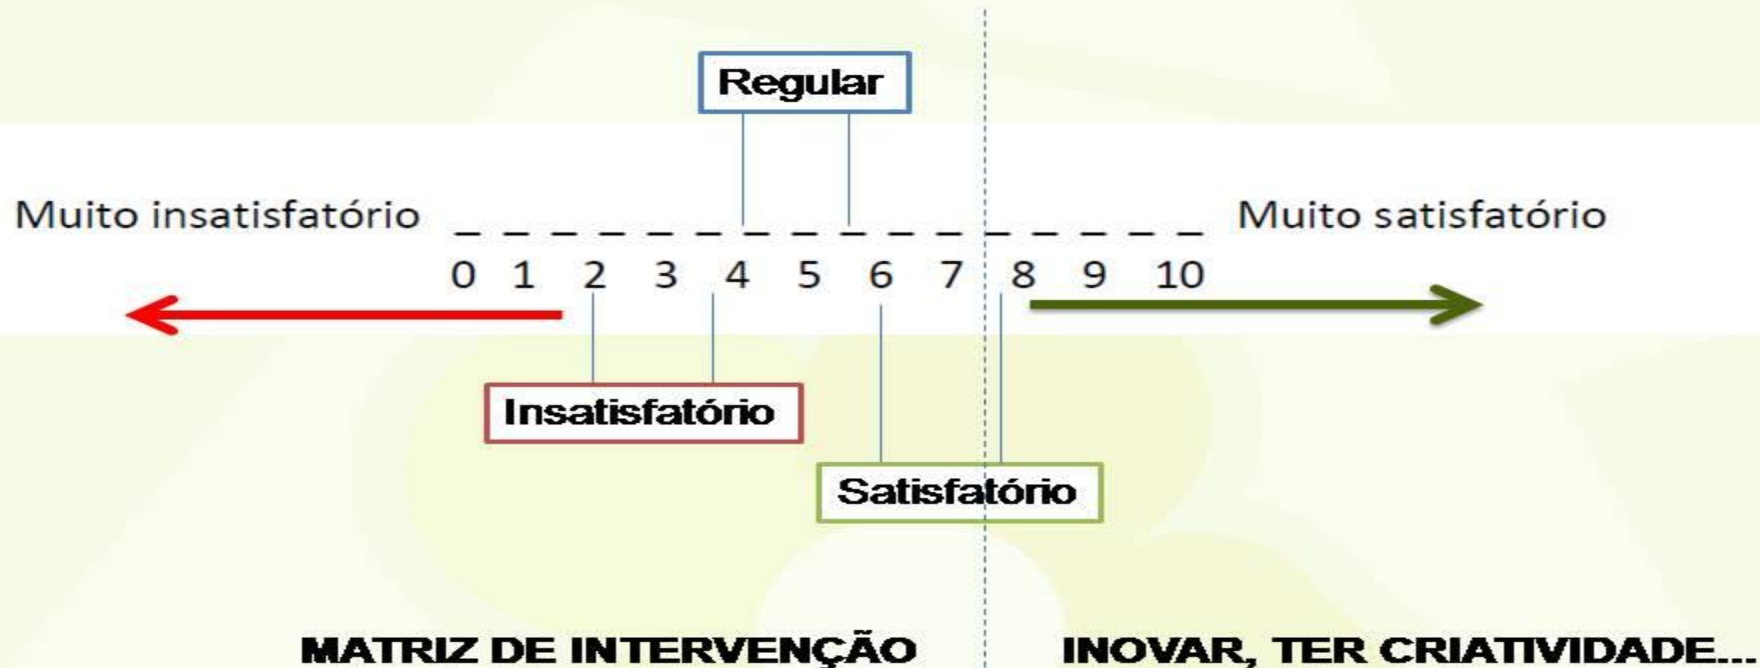 Regular
Muito insatisfatório _ _ _ _ _ _ _ _ _ _ _ _ _ _ _ _ Muito satisfatório
0 1 2 3 4 5 6 7 8 9 10
Insatisfatório
Satisfatório
MATRIZ DE INTERVENÇÃO INOVAR, TER CRIATIVIDADE...